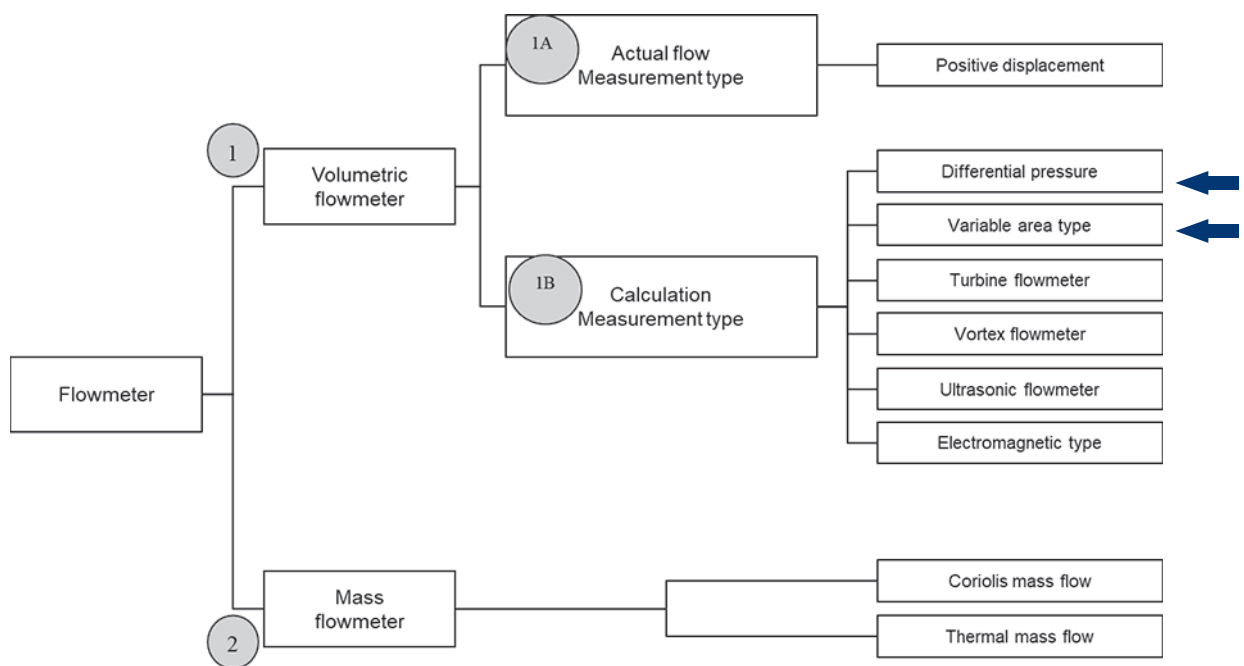 1A
Actual flow
Measurement type
Positive displacement
1
Volumetric
flowmeter
Differential pressure
Variable area type
1B
Calculation
Measurement type
Turbine flowmeter
Vortex flowmeter
Ultrasonic flowmeter
Electromagnetic type
Flowmeter
Mass
flowmeter
2
Coriolis mass flow
Thermal mass flow